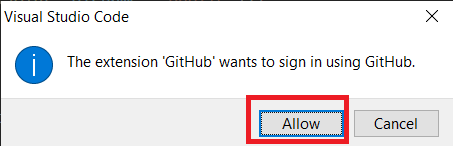 Visual Studio Code
The extension 'GitHub' wants to sign in using GitHub.
Allow
Cancel